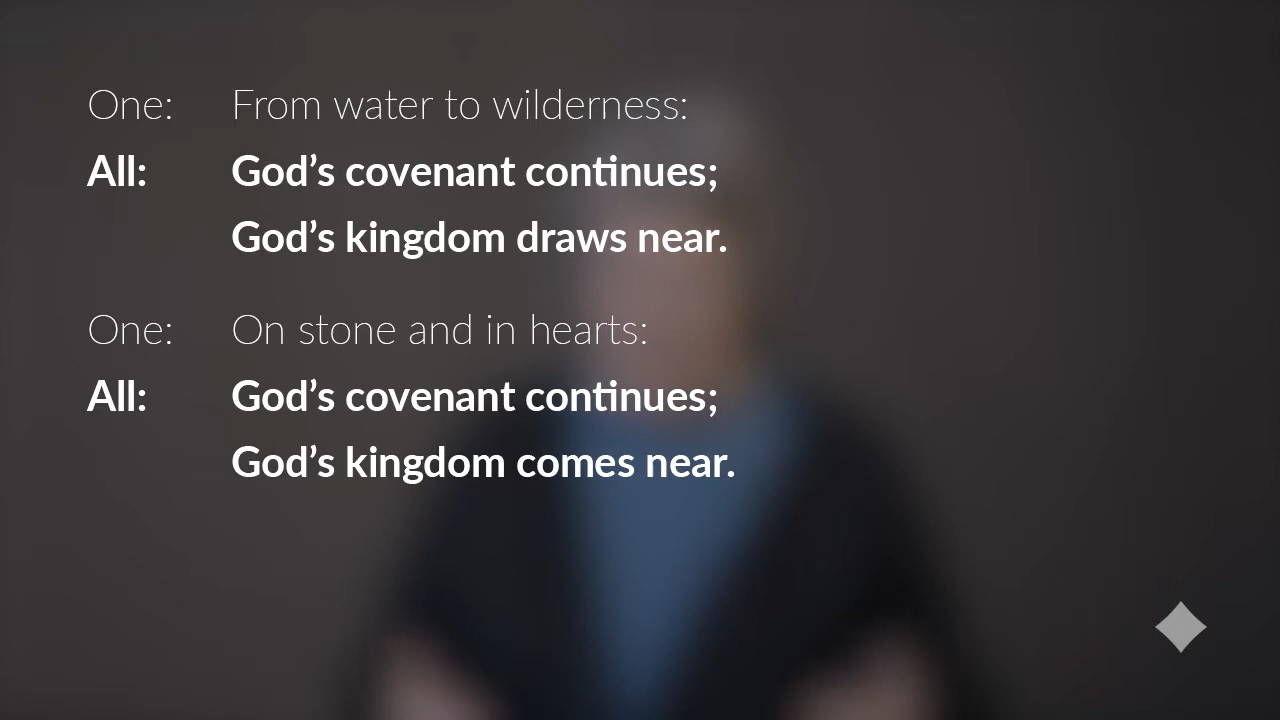 One: From water to wilderness:
All: God’s covenant continues;
God’s kingdom draws near.
One: On stone and in hearts:
All: God’s covenant continues;
God’s kingdom comes near.